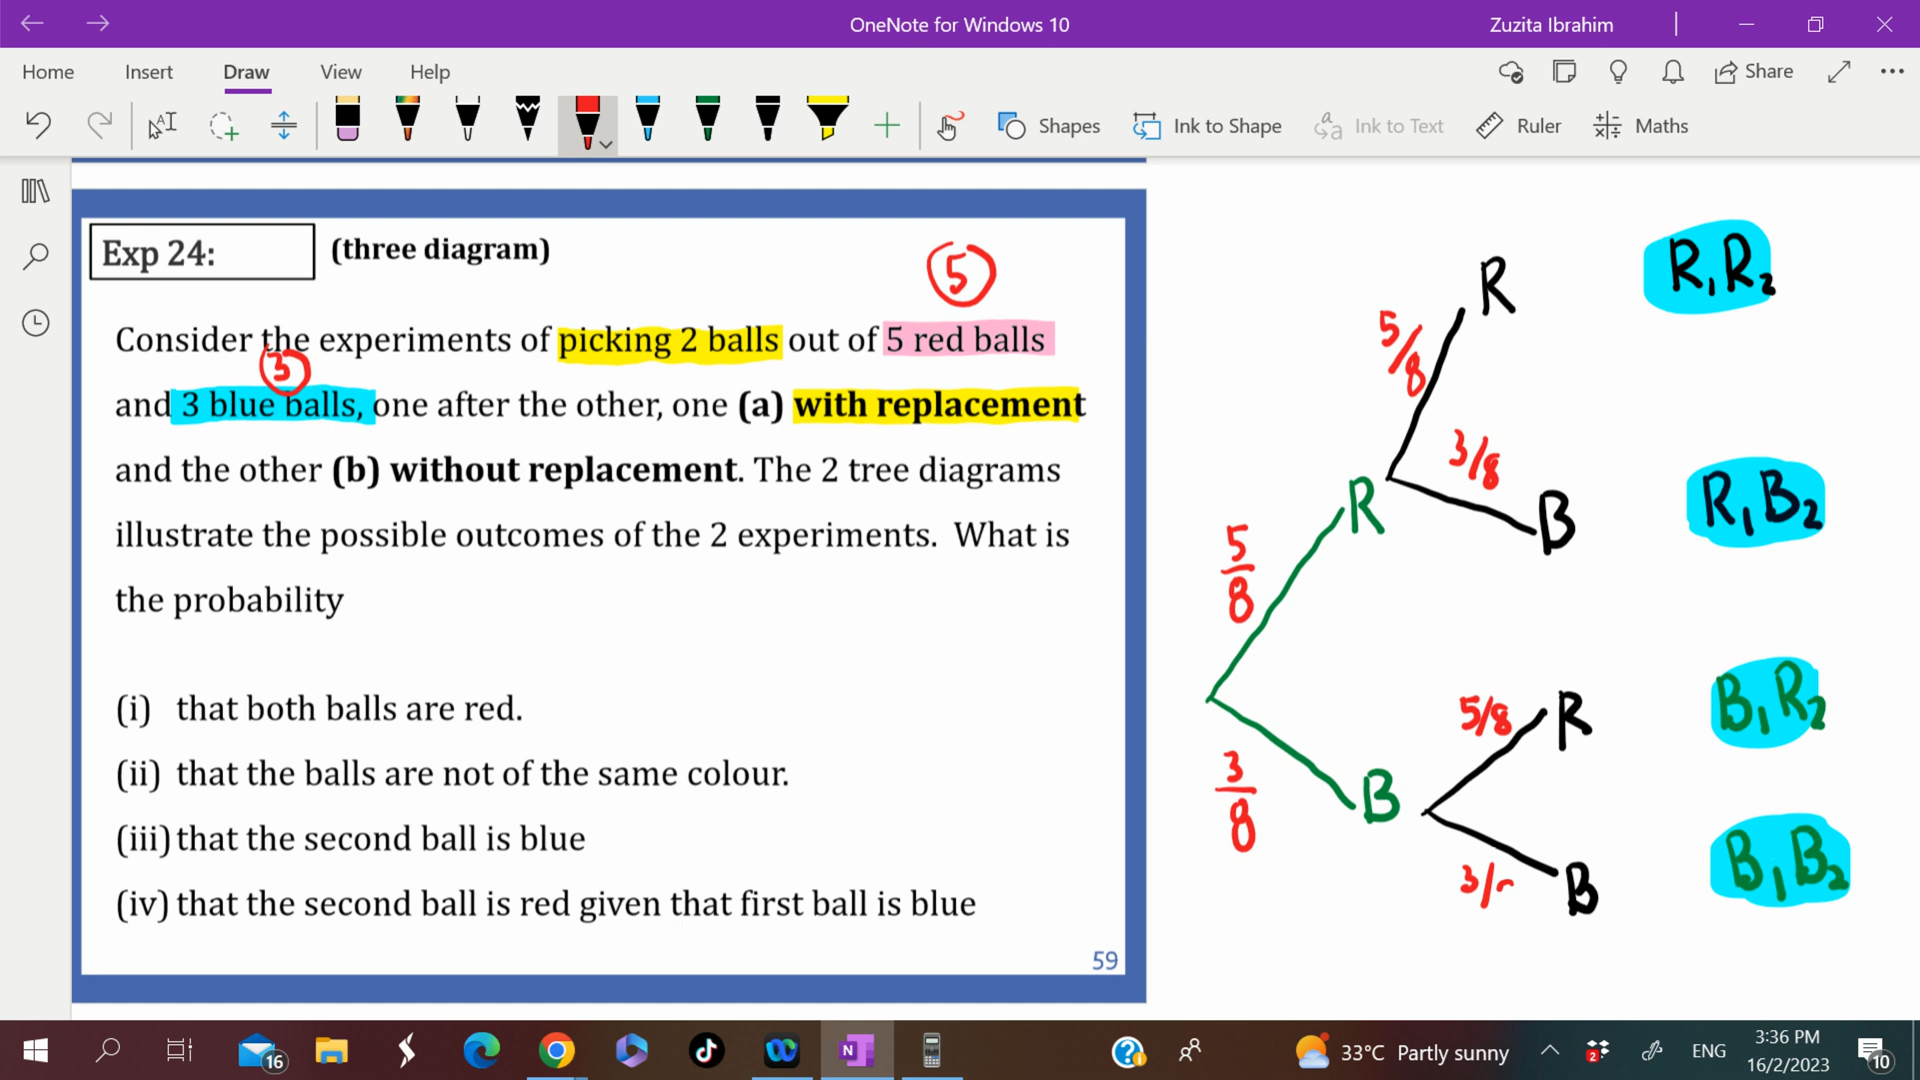 OneNote for Windows 10
Zuzita Ibrahim
Home Insert Draw View Help
Share
Shapes Ink to Shape Ink to Text Ruler Maths
Exp 24: (three diagram)
5
Consider the experiments of picking 2 balls out of 5 red balls
3
and 3 blue balls, one after the other, one (a) with replacement
and the other (b) without replacement. The 2 tree diagrams
illustrate the possible outcomes of the 2 experiments. What is
the probability
(i) that both balls are red.
(ii) that the balls are not of the same colour.
(iii) that the second ball is blue
(iv) that the second ball is red given that first ball is blue
59
R
R₁R₂
5/8
3/8
R
B
R₁B₂
5/8
5/8
R
B₁R₂
3/8
B
3/
B
B₁B₂
16
33°C Partly sunny
2
ENG
3:36 PM
16/2/2023
10